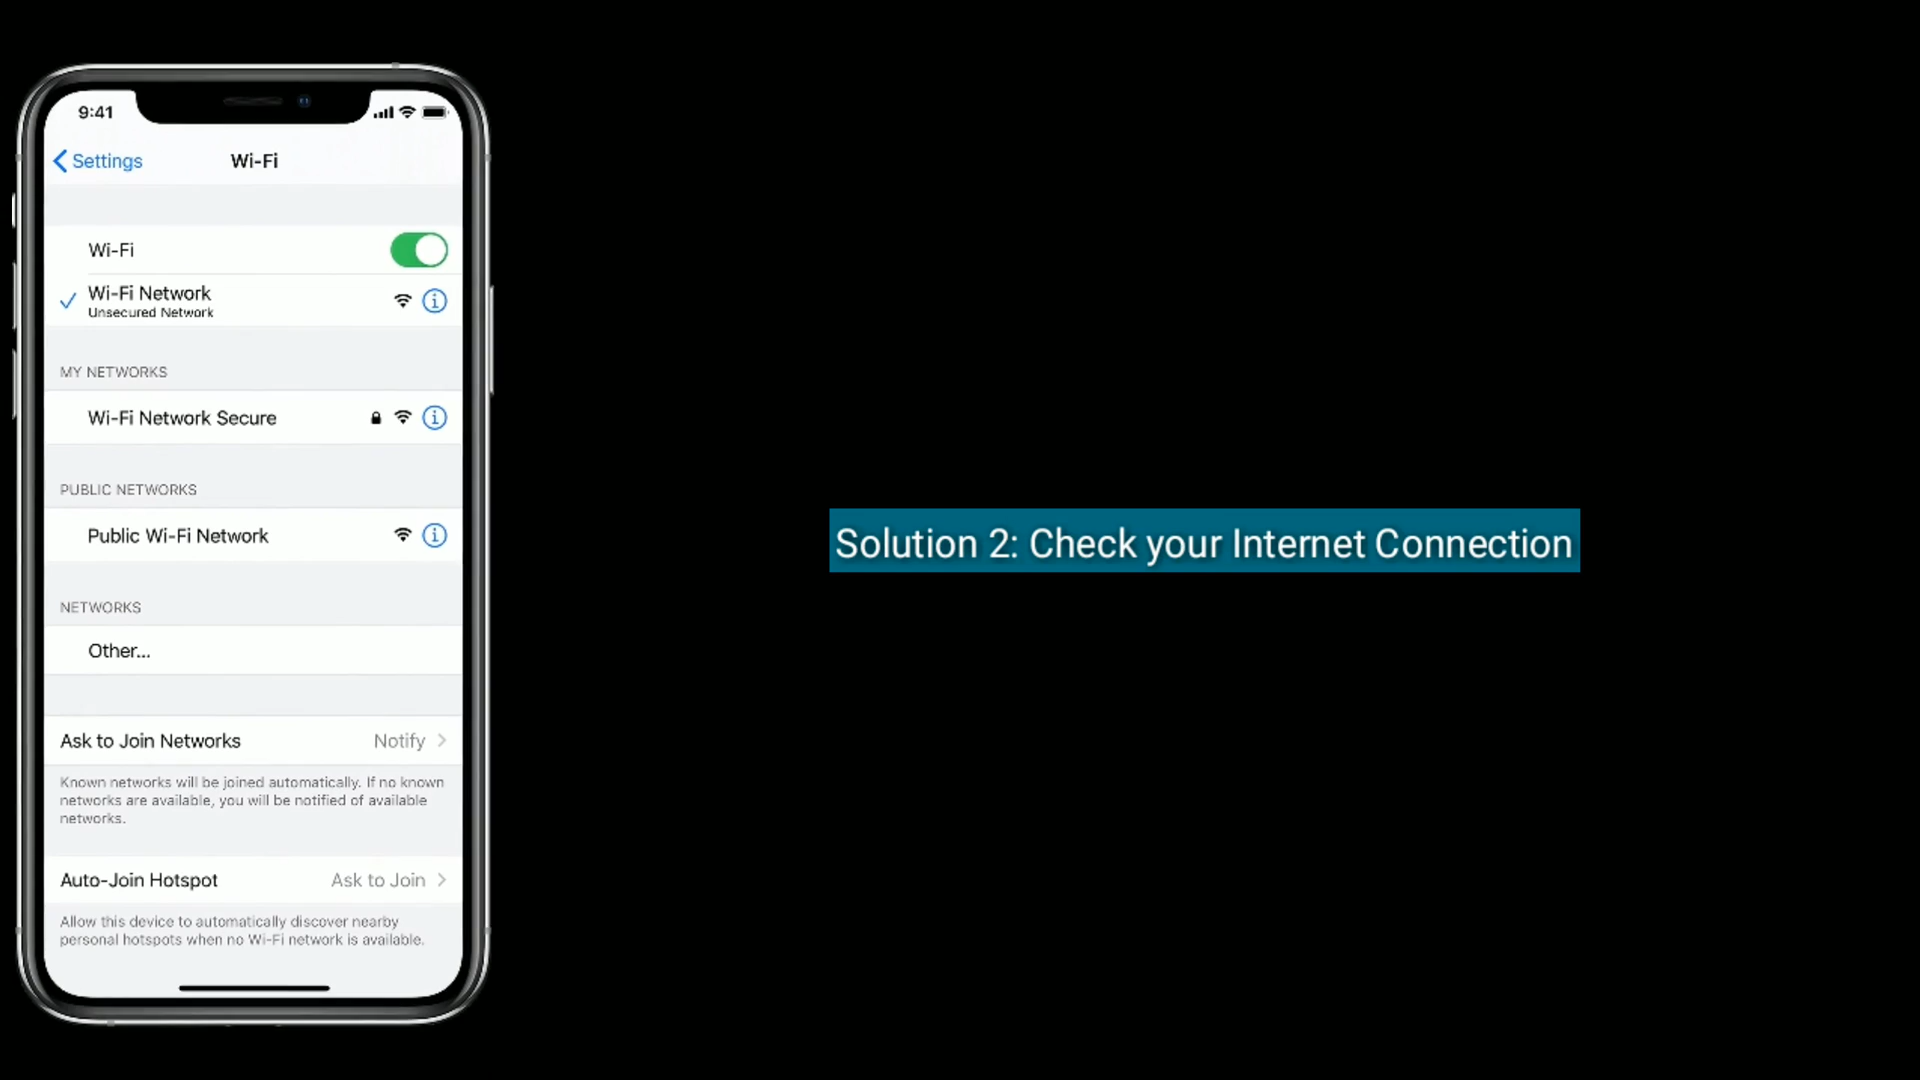 9:41
Settings
Wi-Fi
Wi-Fi
Wi-Fi Network
Unsecured Network
MY NETWORKS
Wi-Fi Network Secure
PUBLIC NETWORKS
Public Wi-Fi Network
NETWORKS
Other...
Ask to Join Networks Notify
Known networks will be joined automatically. If no known
networks are available, you will be notified of available
networks.
Auto-Join Hotspot Ask to Join
Allow this device to automatically discover nearby
personal hotspots when no Wi-Fi network is available.
Solution 2: Check your Internet Connection